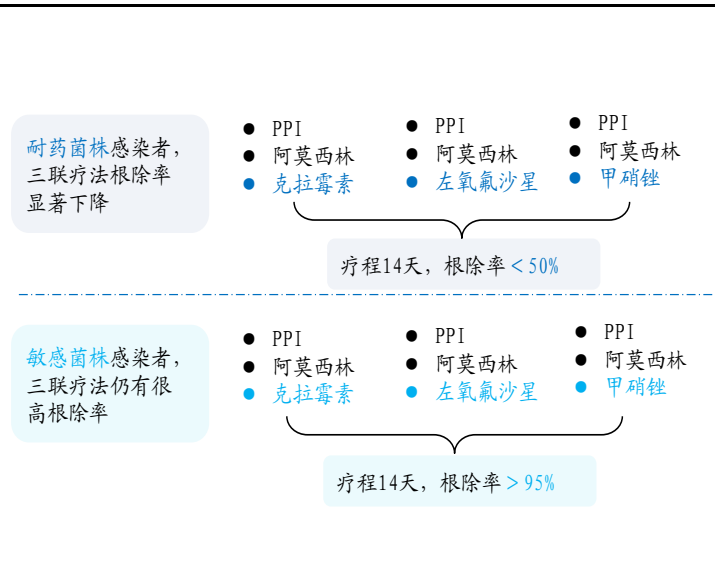 耐药菌株感染者，
三联疗法根除率
显著下降
● PPI
● 阿莫西林
● 克拉霉素
● PPI
● 阿莫西林
● 左氧氟沙星
● PPI
● 阿莫西林
● 甲硝锉
疗程14天，根除率＜50%
敏感菌株感染者，
三联疗法仍有很
高根除率
● PPI
● 阿莫西林
● 克拉霉素
● PPI
● 阿莫西林
● 左氧氟沙星
● PPI
● 阿莫西林
● 甲硝锉
疗程14天，根除率＞95%